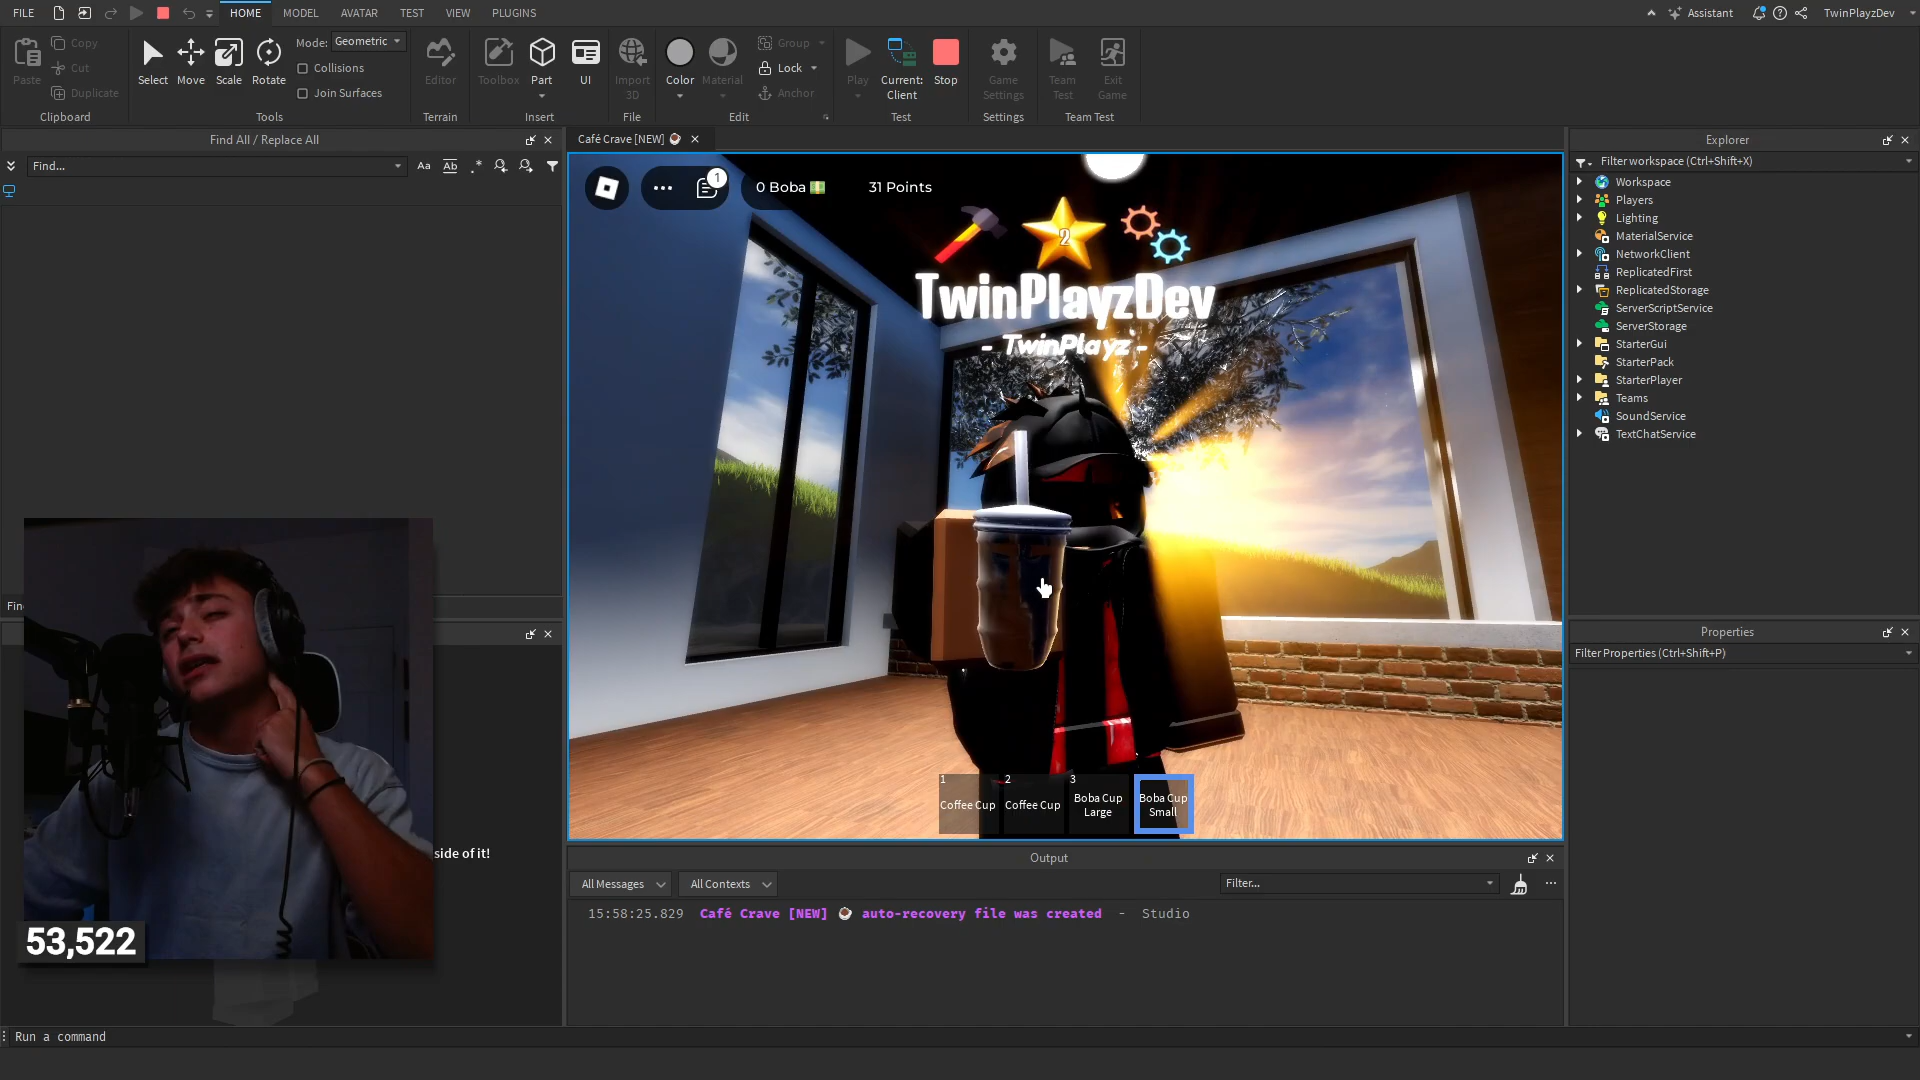 FILE HOME MODEL AVATAR TEST VIEW PLUGINS Assistant TwinPlayzDev
Paste Copy Cut Duplicate Clipboard
Select Move Scale Rotate Mode: Geometric Collisions Join Surfaces Tools
Editor Terrain
Toolbox Part UI Insert
Import 3D File
Color Material Group Lock Anchor Edit
Play Current: Client Stop Test
Game Settings Settings
Team Test Exit Game Team Test
Find All / Replace All
Find...
Aa Ab .*
Café Crave [NEW]
1
0 Boba
31 Points
2
TwinPlayzDev
- TwinPlayz -
1 Coffee Cup
2 Coffee Cup
3 Boba Cup Large
Boba Cup Small
Explorer
Filter workspace (Ctrl+Shift+X)
Workspace
Players
Lighting
MaterialService
NetworkClient
ReplicatedFirst
ReplicatedStorage
ServerScriptService
ServerStorage
StarterGui
StarterPack
StarterPlayer
Teams
SoundService
TextChatService
Properties
Filter Properties (Ctrl+Shift+P)
side of it!
53,522
Output
All Messages All Contexts Filter...
15:58:25.829 Café Crave [NEW] auto-recovery file was created - Studio
Run a command